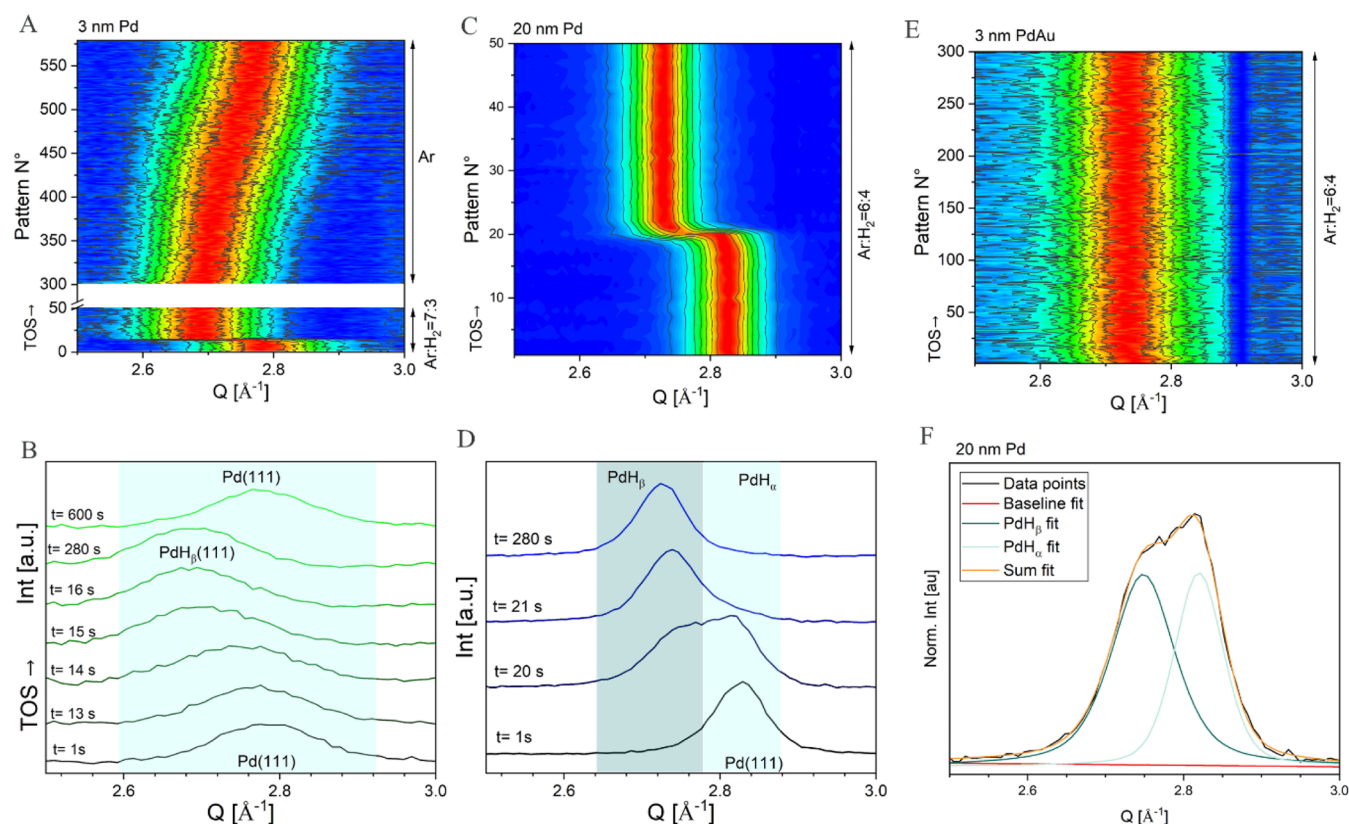 A
3 nm Pd
550
500
450
400
350
300
50
0
Pattern N°
TOS→
Ar
Ar:H₂=7:3
2.6
2.8
3.0
Q [Å⁻¹]
C
20 nm Pd
50
40
30
20
10
Pattern N°
TOS→
Ar:H₂=6:4
2.6
2.8
3.0
Q [Å⁻¹]
E
3 nm PdAu
300
250
200
150
100
50
Pattern N°
TOS→
Ar:H₂=6:4
2.6
2.8
3.0
Q [Å⁻¹]
B
Pd(111)
t= 600 s
t= 280 s
PdHβ(111)
t= 16 s
t= 15 s
t= 14 s
t= 13 s
t= 1s
Pd(111)
TOS → Int [a.u.]
2.6
2.8
3.0
Q [Å⁻¹]
D
PdHβ
PdHα
t= 280 s
t= 21 s
t= 20 s
t= 1s
Pd(111)
Int [a.u.]
2.6
2.8
3.0
Q [Å⁻¹]
F
20 nm Pd
Data points
Baseline fit
PdHβ fit
PdHα fit
Sum fit
Norm. Int [au]
2.6
2.8
3.0
Q [Å⁻¹]